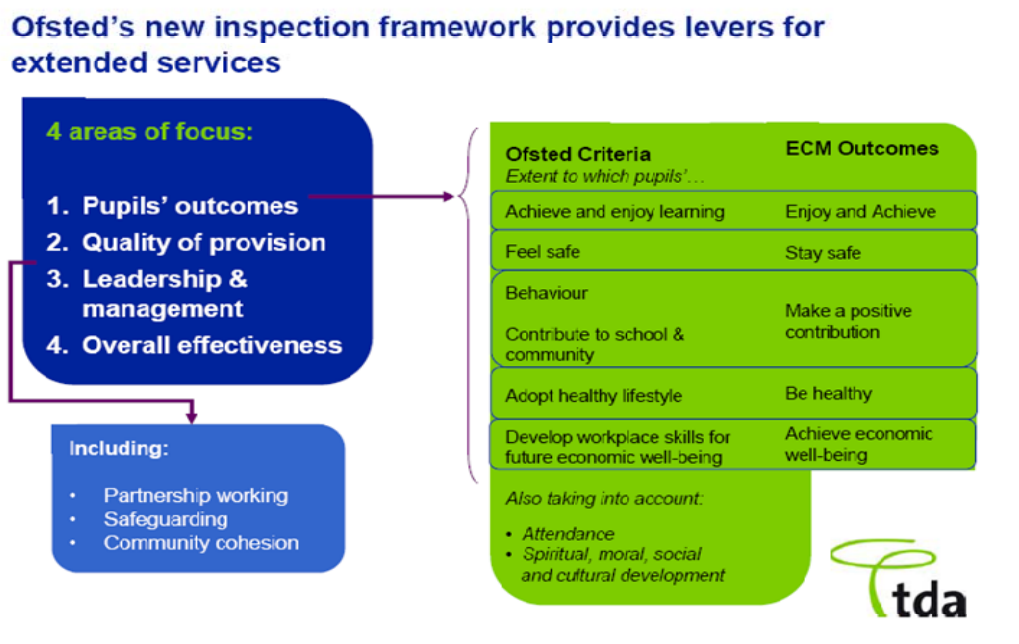 Ofsted's new inspection framework provides levers for
extended services
4 areas of focus:
1. Pupils' outcomes
2. Quality of provision
3. Leadership &
management
4. Overall effectiveness
Including:
• Partnership working
• Safeguarding
• Community cohesion
Ofsted Criteria
ECM Outcomes
Extent to which pupils'…
Achieve and enjoy learning
Enjoy and Achieve
Feel safe
Stay safe
Behaviour
Contribute to school &
community
Make a positive
contribution
Adopt healthy lifestyle
Be healthy
Develop workplace skills for
future economic well-being
Achieve economic
well-being
Also taking into account:
• Attendance
• Spiritual, moral, social
and cultural development
tda